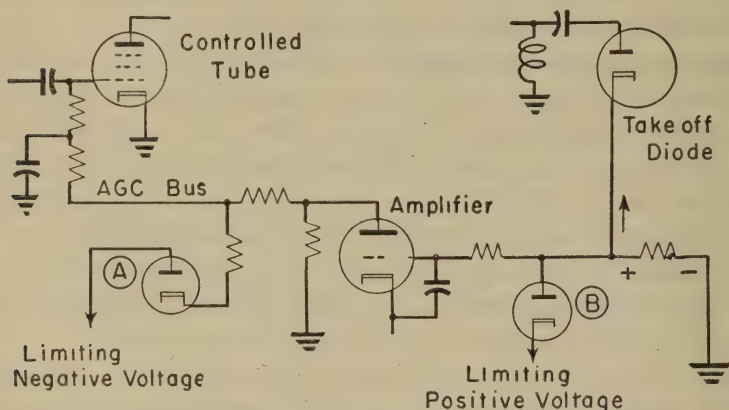 Controlled
Tube
Take off
Diode
AGC Bus
Amplifier
A
B
+ -
Limiting
Negative Voltage
Limiting
Positive Voltage